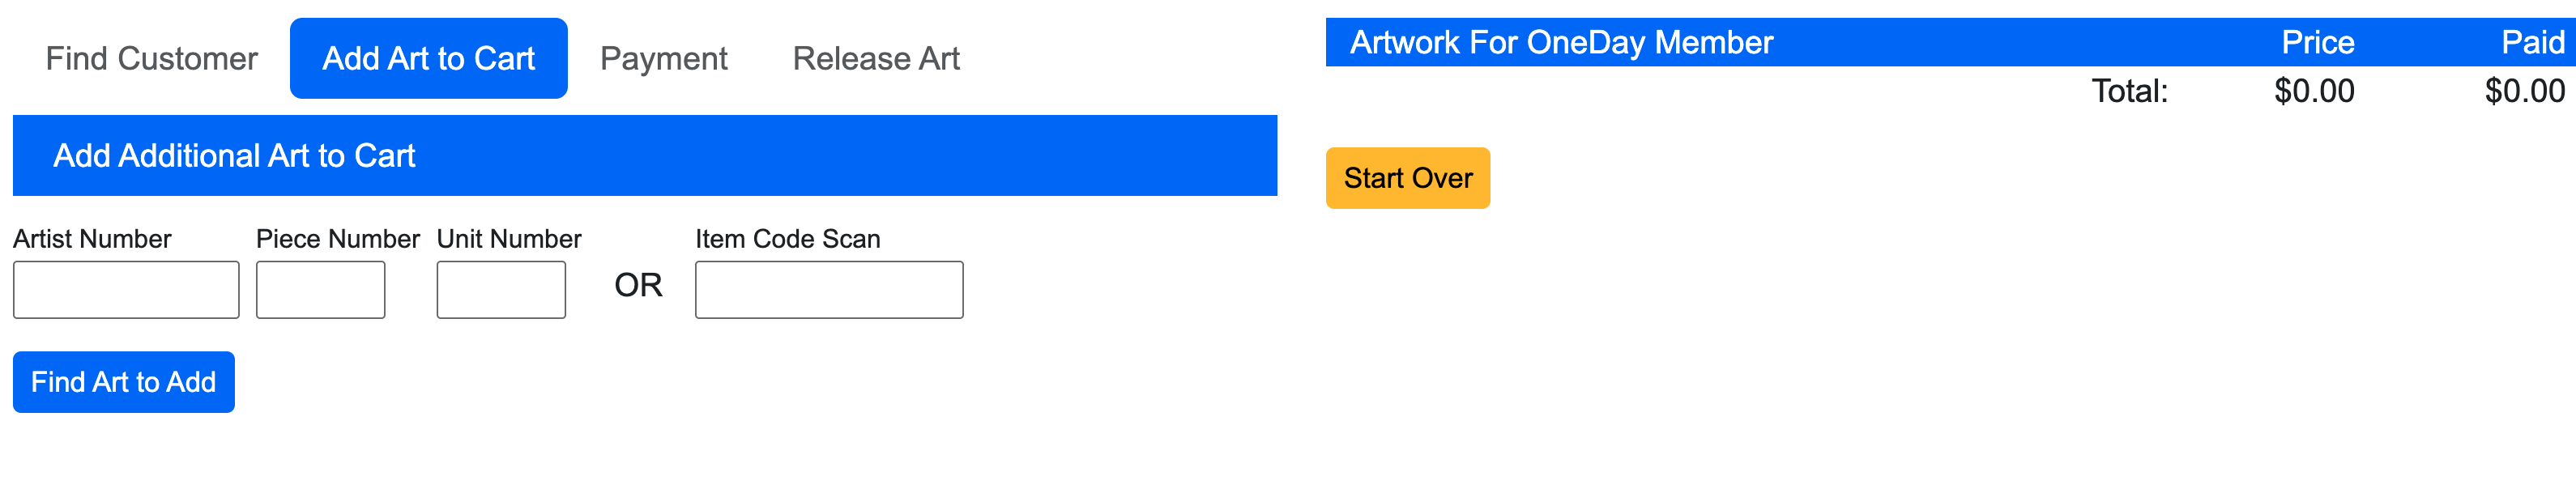 Find Customer Add Art to Cart Payment Release Art
Add Additional Art to Cart
Artist Number Piece Number Unit Number Item Code Scan
OR
Find Art to Add
Artwork For OneDay Member Price Paid
Total: $0.00 $0.00
Start Over